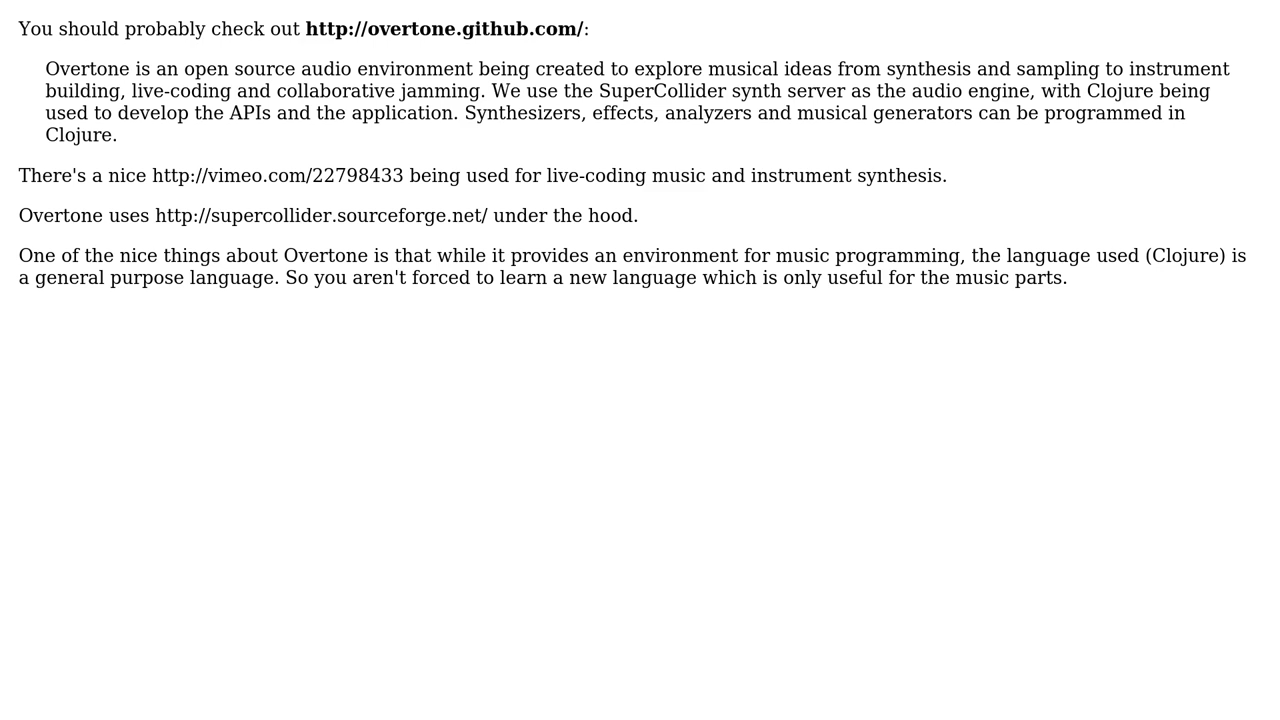 You should probably check out http://overtone.github.com/:
Overtone is an open source audio environment being created to explore musical ideas from synthesis and sampling to instrument
building, live-coding and collaborative jamming. We use the SuperCollider synth server as the audio engine, with Clojure being
used to develop the APIs and the application. Synthesizers, effects, analyzers and musical generators can be programmed in
Clojure.
There's a nice http://vimeo.com/22798433 being used for live-coding music and instrument synthesis.
Overtone uses http://supercollider.sourceforge.net/ under the hood.
One of the nice things about Overtone is that while it provides an environment for music programming, the language used (Clojure) is
a general purpose language. So you aren't forced to learn a new language which is only useful for the music parts.